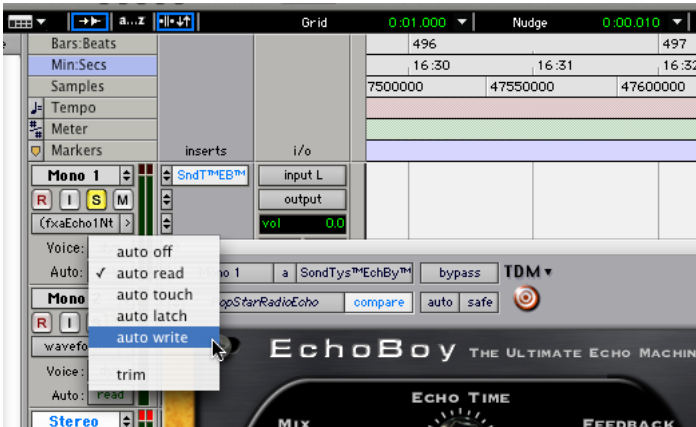 a...z Grid 0:01.000 Nudge 0:00.010
Bars:Beats 496 497
Min:Secs 16:30 16:31 16:32
Samples 7500000 47550000 47600000
Tempo
Meter
Markers inserts i/o
Mono 1 SndT™EB™ input L
R I S M output
(fxaEcho1Nt vol 0.0
Voice:
auto off
Auto: auto read 1 a SondTys™EchBy™ bypass TDM
auto touch
Mono opStarRadioEcho compare auto safe
auto latch
R I
auto write
EchoBoy THE ULTIMATE ECHO MACHIN
wavefo
Voice:
trim
Auto: read
ECHO TIME
Stereo MIX FEEDBACK